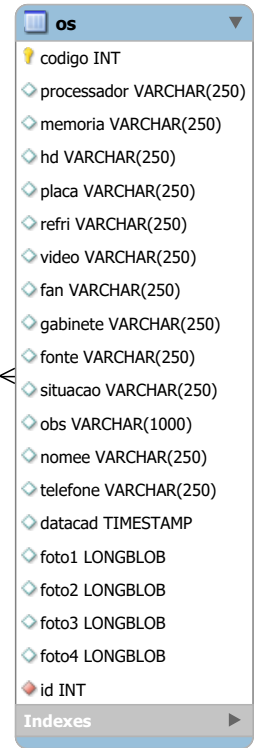 os
codigo INT
processador VARCHAR(250)
memoria VARCHAR(250)
hd VARCHAR(250)
placa VARCHAR(250)
refri VARCHAR(250)
video VARCHAR(250)
fan VARCHAR(250)
gabinete VARCHAR(250)
fonte VARCHAR(250)
situacao VARCHAR(250)
obs VARCHAR(1000)
nomee VARCHAR(250)
telefone VARCHAR(250)
datacad TIMESTAMP
foto1 LONGBLOB
foto2 LONGBLOB
foto3 LONGBLOB
foto4 LONGBLOB
id INT
Indexes